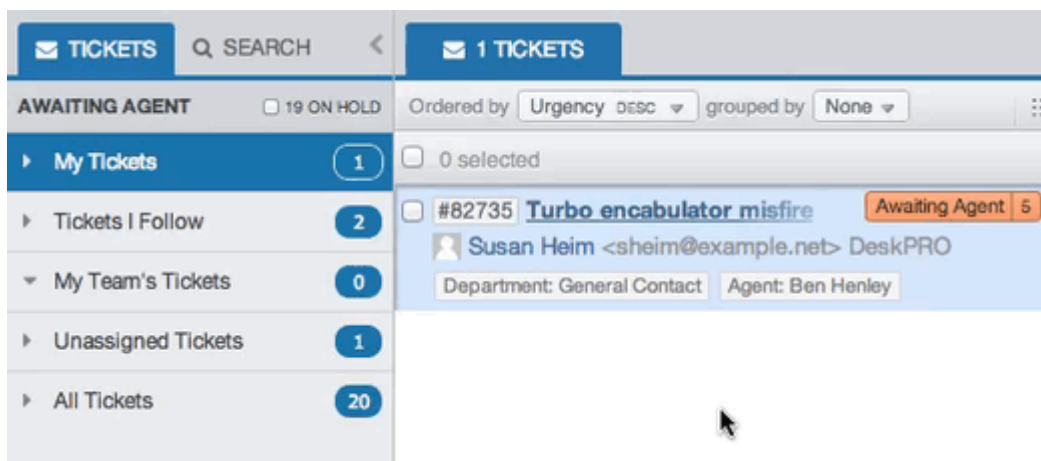 TICKETS
SEARCH
AWAITING AGENT
19 ON HOLD
My Tickets 1
Tickets I Follow 2
My Team's Tickets 0
Unassigned Tickets 1
All Tickets 20
1 TICKETS
Ordered by Urgency DESC grouped by None
0 selected
#82735 Turbo encabulator misfire Awaiting Agent 5
Susan Heim <sheim@example.net> DeskPRO
Department: General Contact Agent: Ben Henley